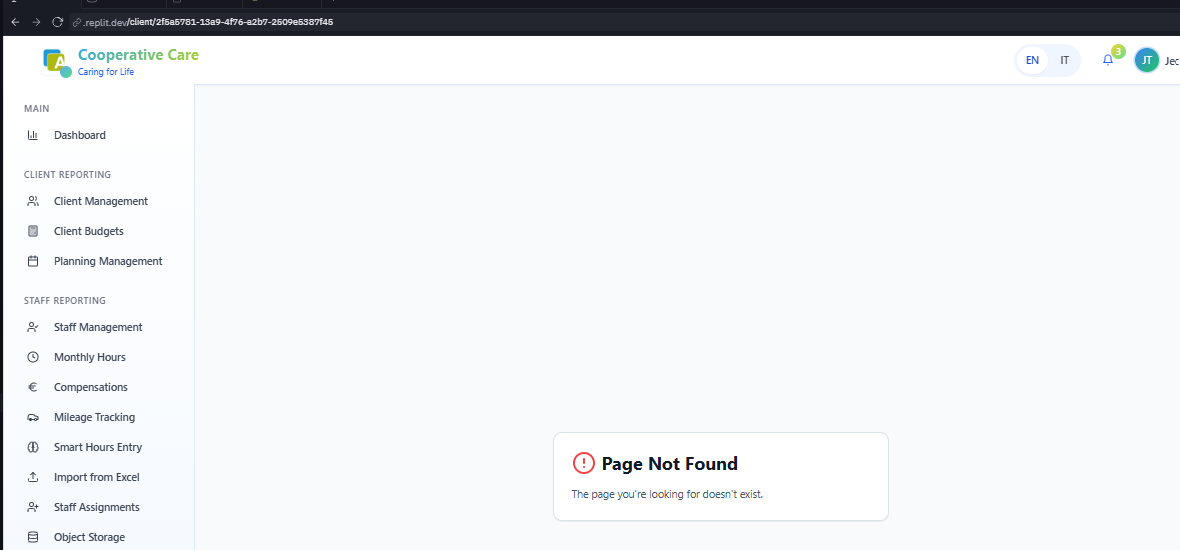 .replit.dev/client/2f5a5781-13a9-4f76-a2b7-2509e5387f45
Cooperative Care
Caring for Life
A
EN IT
3
JT Jec
MAIN
Dashboard
CLIENT REPORTING
Client Management
Client Budgets
Planning Management
STAFF REPORTING
Staff Management
Monthly Hours
Compensations
Mileage Tracking
Smart Hours Entry
Import from Excel
Staff Assignments
Object Storage
Page Not Found
The page you're looking for doesn't exist.